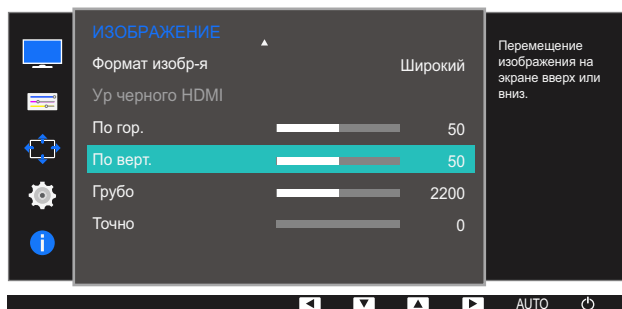 ИЗОБРАЖЕНИЕ
Формат изобр-я Широкий
Ур черного HDMI
По гор. 50
По верт. 50
Грубо 2200
Точно 0
Перемещение
изображения на
экране вверх или
вниз.
AUTO